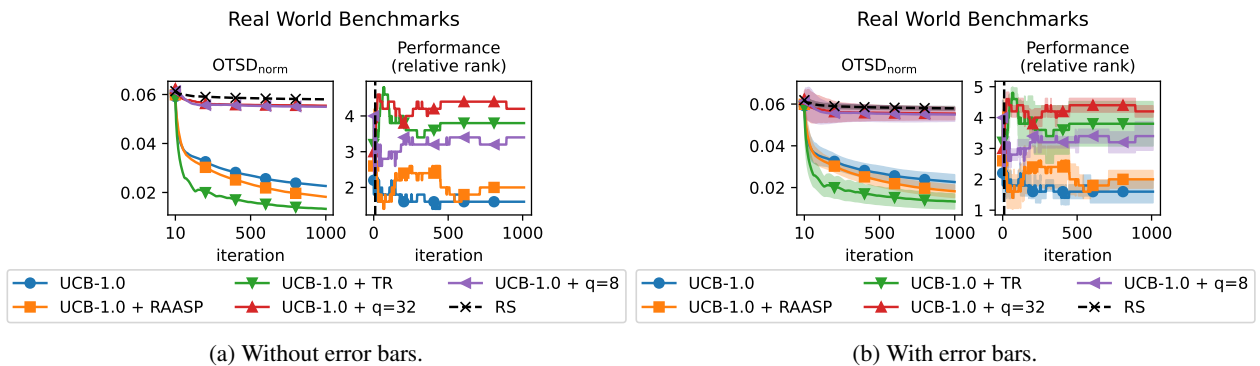 Real World Benchmarks
OTSDnorm
Performance
(relative rank)
0.06
0.04
0.02
10
500
1000
iteration
4
3
2
0
500
1000
iteration
UCB-1.0
UCB-1.0 + TR
UCB-1.0 + q=8
UCB-1.0 + RAASP
UCB-1.0 + q=32
RS
(a) Without error bars.
Real World Benchmarks
OTSDnorm
Performance
(relative rank)
0.06
0.04
0.02
10
500
1000
iteration
5
4
3
2
1
0
500
1000
iteration
UCB-1.0
UCB-1.0 + TR
UCB-1.0 + q=8
UCB-1.0 + RAASP
UCB-1.0 + q=32
RS
(b) With error bars.